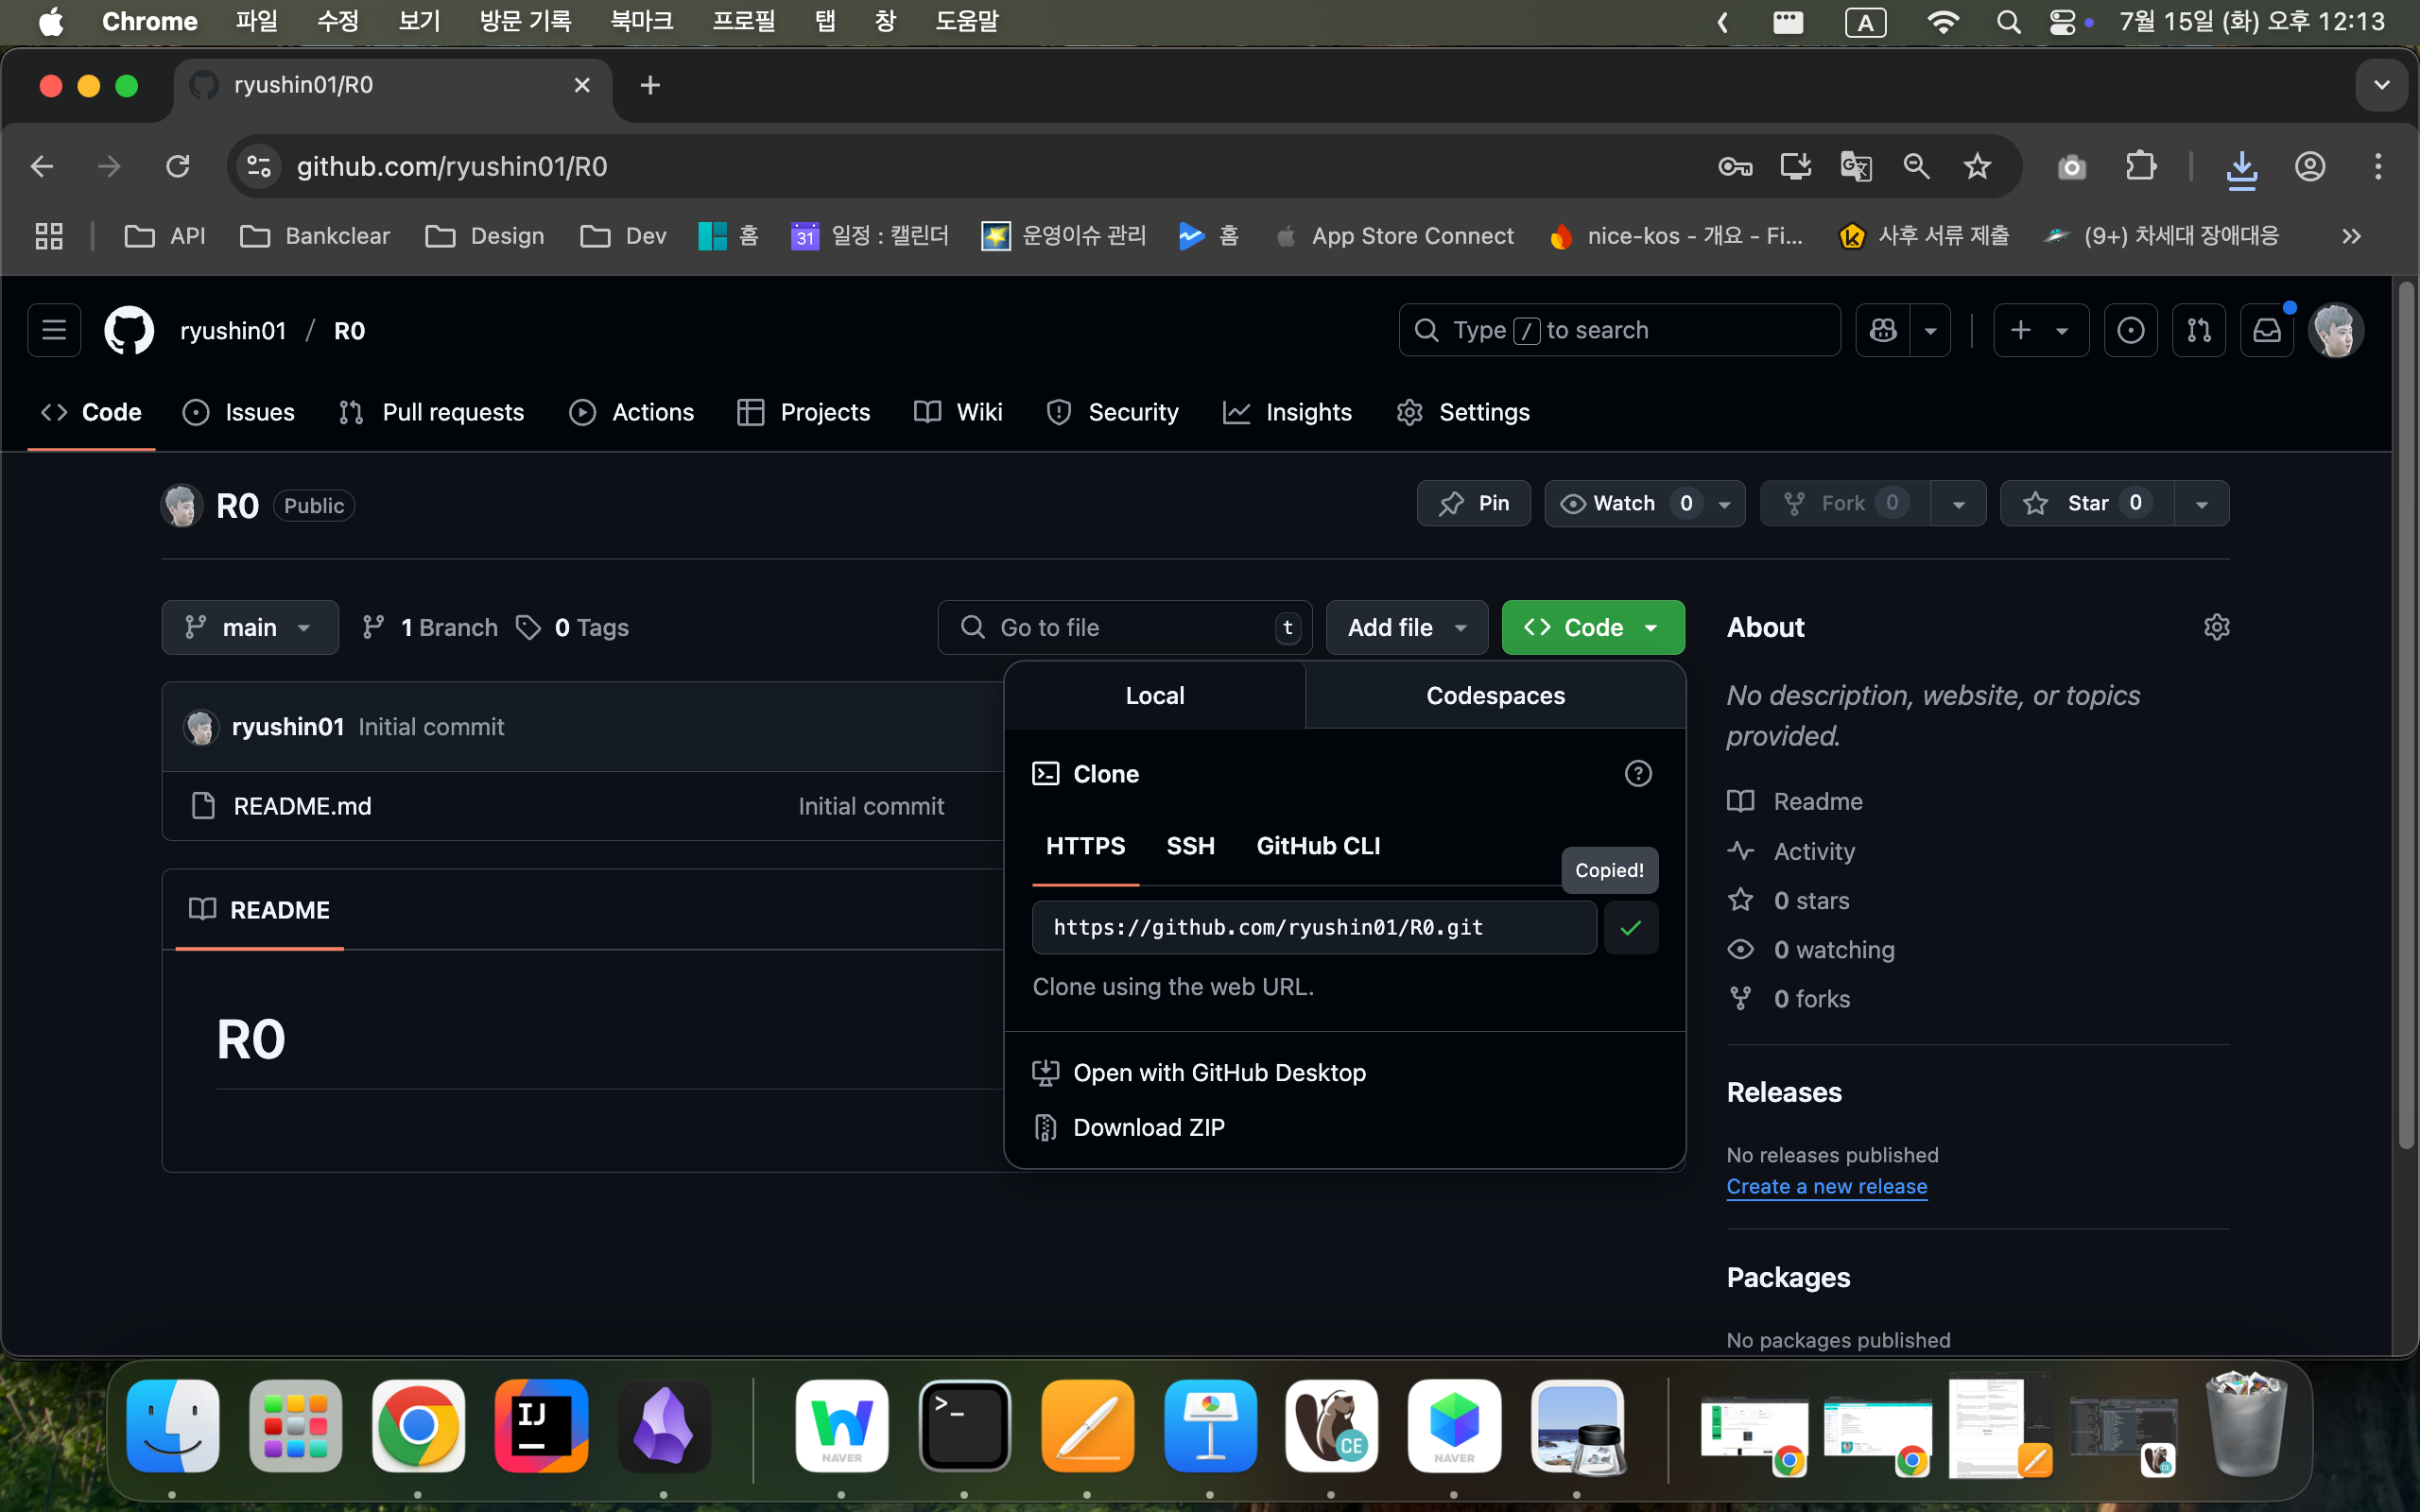 Chrome 파일 수정 보기 방문 기록 북마크 프로필 탭 창 도움말 A 7월 15일 (화) 오후 12:13
ryushin01/R0
github.com/ryushin01/R0
API Bankclear Design Dev 홈 31 일정 : 캘린더 운영이슈 관리 홈 App Store Connect nice-kos - 개요 - Fi... 사후 서류 제출 (9+) 차세대 장애대응
ryushin01 / R0 Type / to search
Code Issues Pull requests Actions Projects Wiki Security Insights Settings
R0 Public Pin Watch 0 Fork 0 Star 0
main 1 Branch 0 Tags Go to file t Add file Code
ryushin01 Initial commit
README.md Initial commit
README
R0
Local Codespaces
Clone
HTTPS SSH GitHub CLI
Copied!
https://github.com/ryushin01/R0.git
Clone using the web URL.
Open with GitHub Desktop
Download ZIP
About
No description, website, or topics
provided.
Readme
Activity
0 stars
0 watching
0 forks
Releases
No releases published
Create a new release
Packages
No packages published
IJ
W NAVER
>_
CE
NAVER